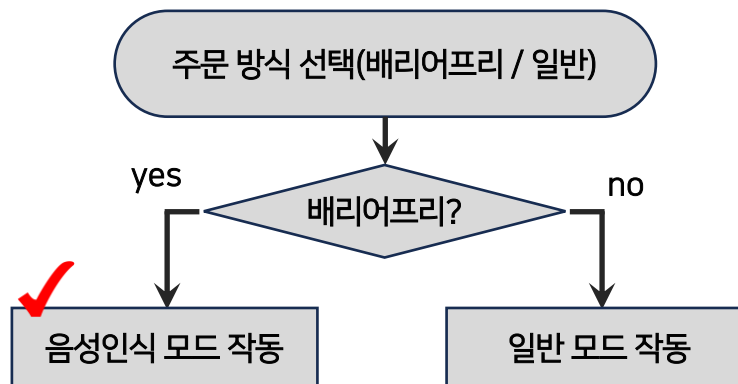 주문 방식 선택(배리어프리 / 일반)
yes
no
배리어프리?
음성인식 모드 작동
일반 모드 작동